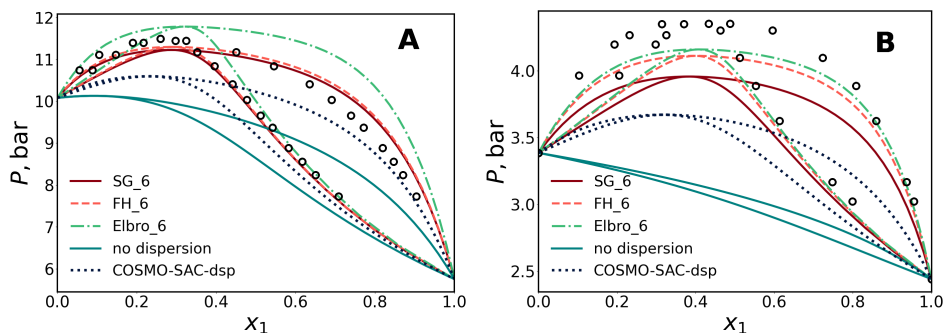 A
12
11
10
9
8
7
6
P, bar
SG_6
FH_6
Elbro_6
no dispersion
COSMO-SAC-dsp
0.0 0.2 0.4 0.6 0.8 1.0
x1
B
4.0
3.5
3.0
2.5
P, bar
SG_6
FH_6
Elbro_6
no dispersion
COSMO-SAC-dsp
0.0 0.2 0.4 0.6 0.8 1.0
x1